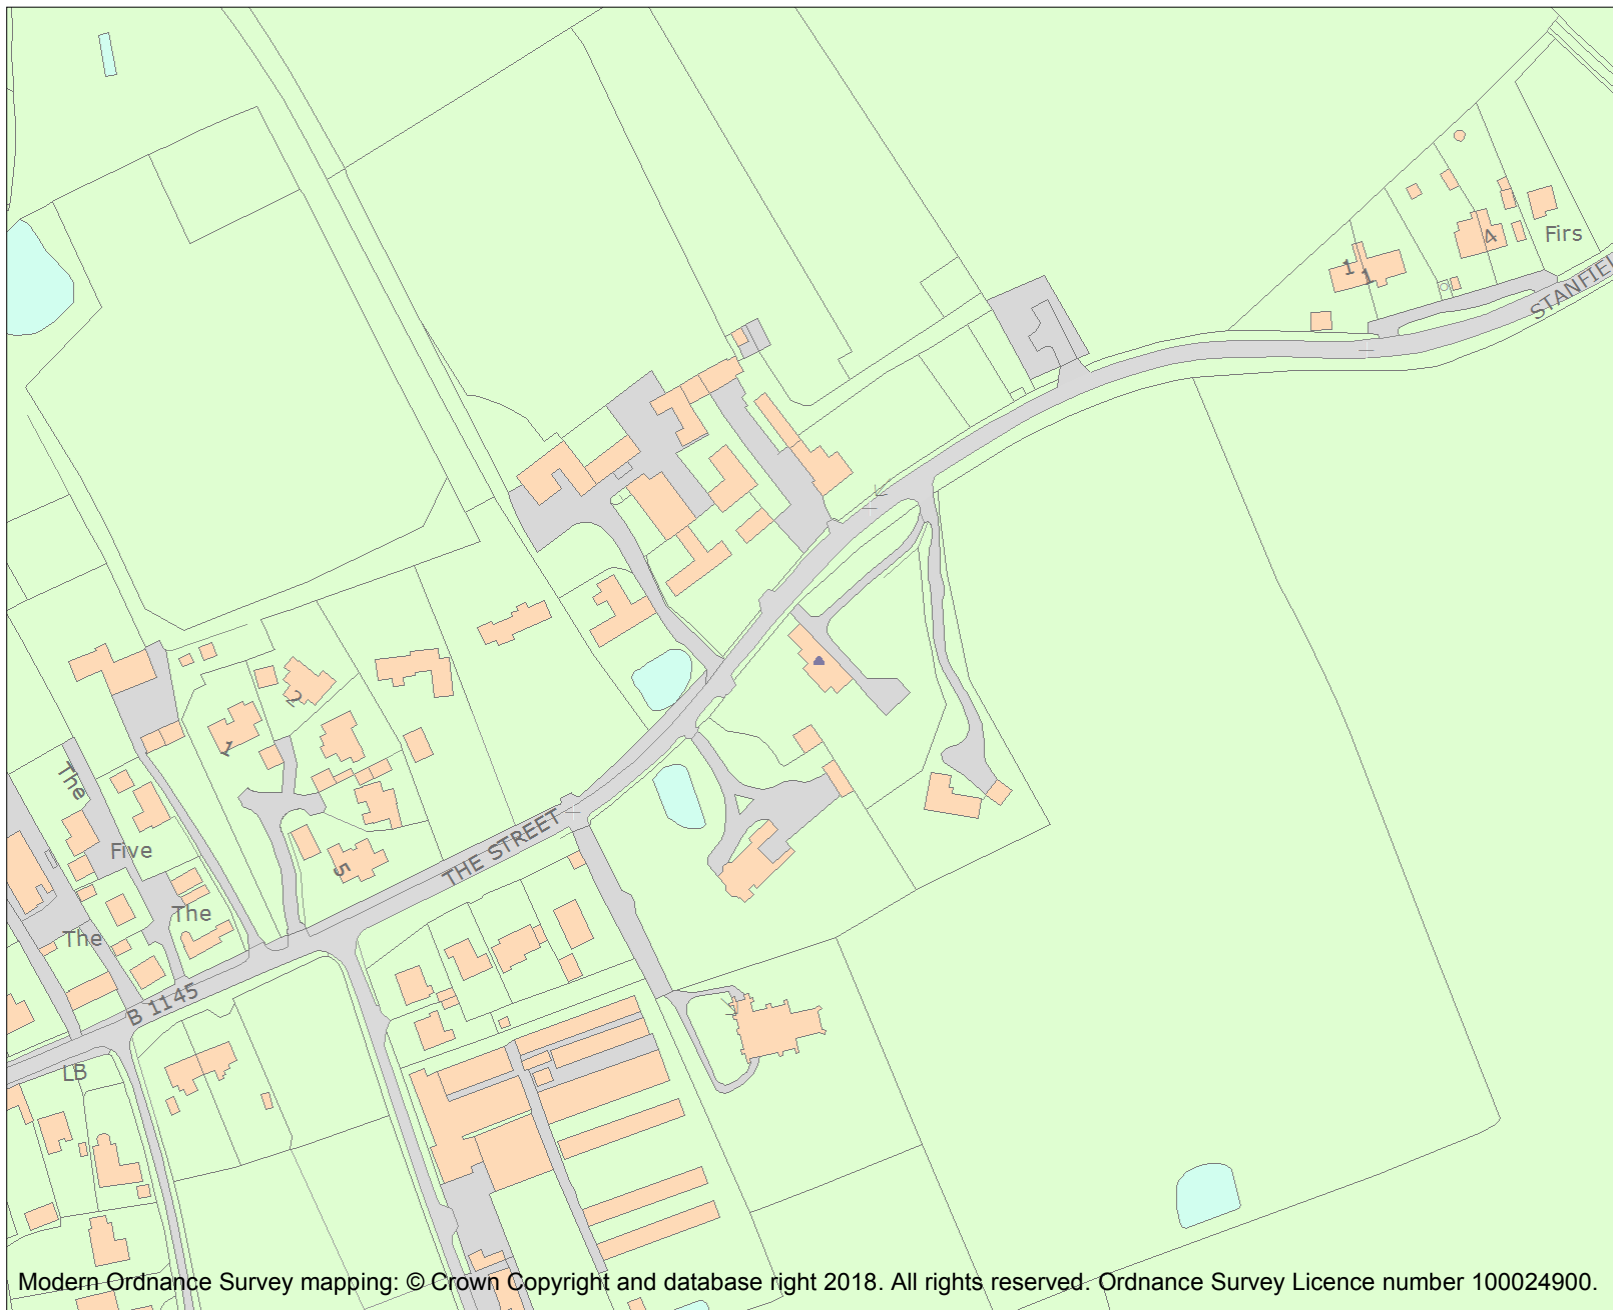 4
Firs
1
1
STANFIEL
2
1
The
Five
5
THE STREET
The
The
B 1145
LB
Modern Ordnance Survey mapping: © Crown Copyright and database right 2018. All rights reserved. Ordnance Survey Licence number 100024900.